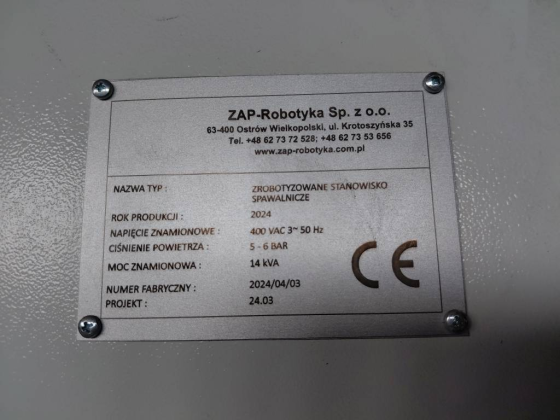 ZAP-Robotyka Sp. z o.o.
63-400 Ostrów Wielkopolski, ul. Krotoszyńska 35
Tel. +48 62 73 72 528; +48 62 73 53 656
www.zap-robotyka.com.pl
NAZWA TYP : ZROBOTYZOWANE STANOWISKO
SPAWALNICZE
ROK PRODUKCJI : 2024
NAPIĘCIE ZNAMIONOWE : 400 VAC 3~ 50 Hz
CIŚNIENIE POWIETRZA : 5 - 6 BAR
MOC ZNAMIONOWA : 14 kVA
NUMER FABRYCZNY : 2024/04/03
PROJEKT : 24.03
CE